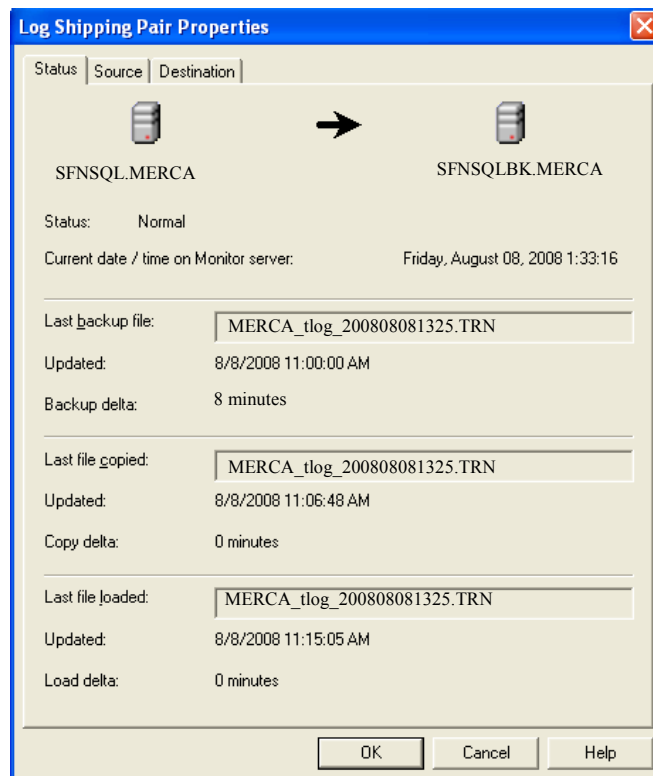 Log Shipping Pair Properties
Status Source Destination
SFNSQL.MERCA SFNSQLBK.MERCA
Status: Normal
Current date / time on Monitor server: Friday, August 08, 2008 1:33:16
Last backup file: MERCA_tlog_200808081325.TRN
Updated: 8/8/2008 11:00:00 AM
Backup delta: 8 minutes
Last file copied: MERCA_tlog_200808081325.TRN
Updated: 8/8/2008 11:06:48 AM
Copy delta: 0 minutes
Last file loaded: MERCA_tlog_200808081325.TRN
Updated: 8/8/2008 11:15:05 AM
Load delta: 0 minutes
OK Cancel Help